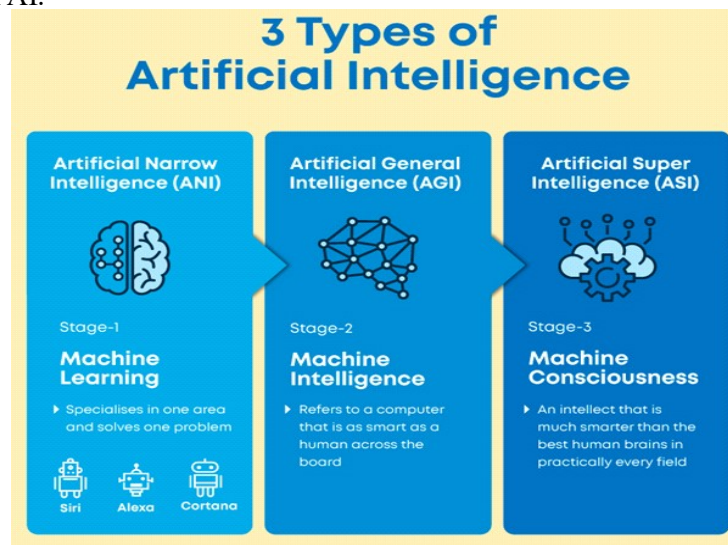 AI.
3 Types of
Artificial Intelligence
Artificial Narrow
Intelligence (ANI)
Stage-1
Machine
Learning
Specialises in one area
and solves one problem
Siri
Alexa
Cortana
Artificial General
Intelligence (AGI)
Stage-2
Machine
Intelligence
Refers to a computer
that is as smart as a
human across the
board
Artificial Super
Intelligence (ASI)
Stage-3
Machine
Consciousness
An intellect that is
much smarter than the
best human brains in
practically every field